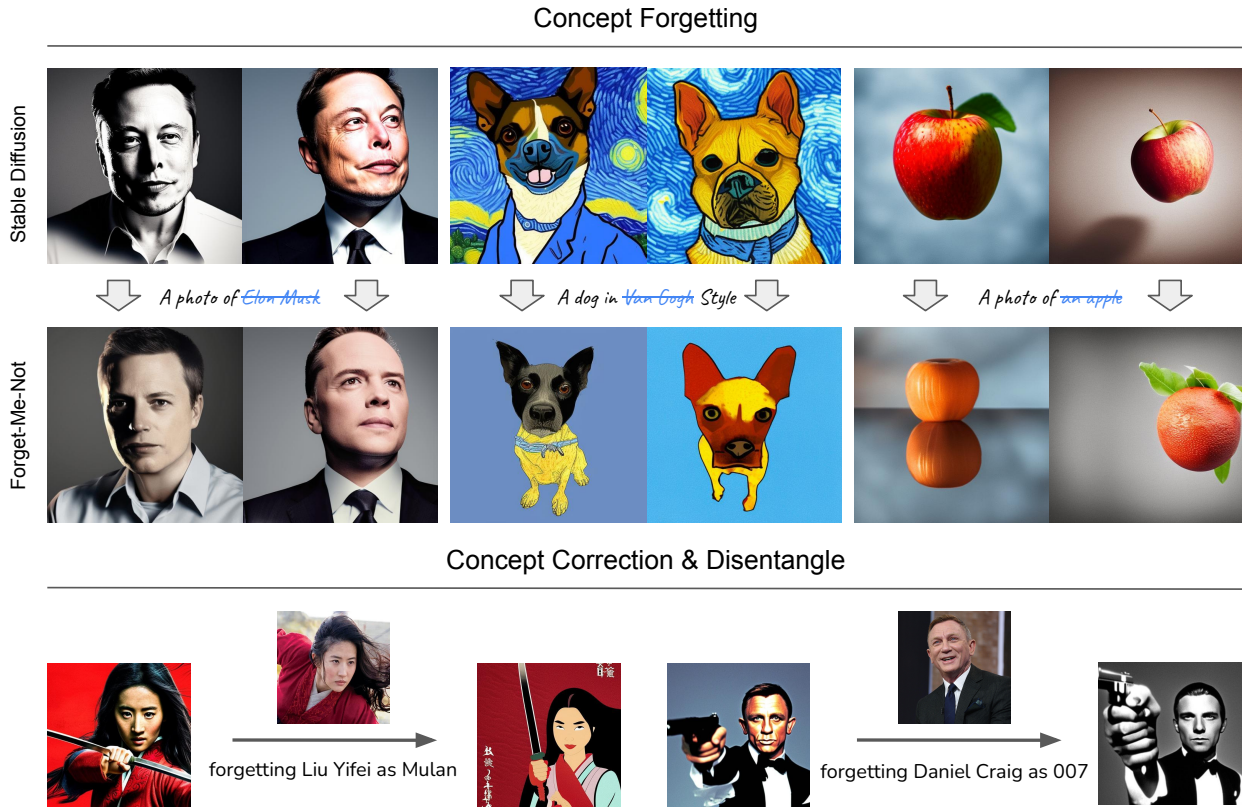 Concept Forgetting
Stable Diffusion
A photo of Elon Musk
A dog in Van Gogh Style
A photo of an apple
Forget-Me-Not
Concept Correction & Disentangle
forgetting Liu Yifei as Mulan
forgetting Daniel Craig as 007